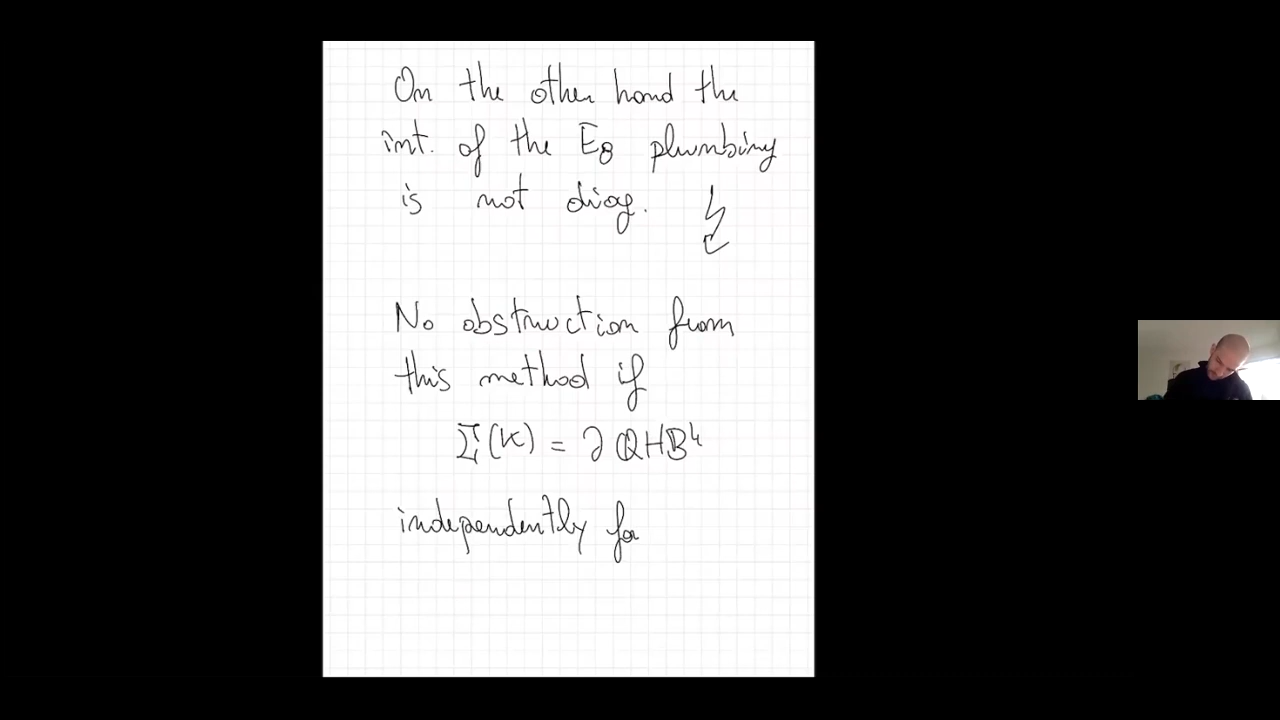 On the other hand the
int. of the E₈ plumbing
is not diag. ↯
No obstruction from
this method if
Σ(K) = ∂ QHB⁴
independently fo